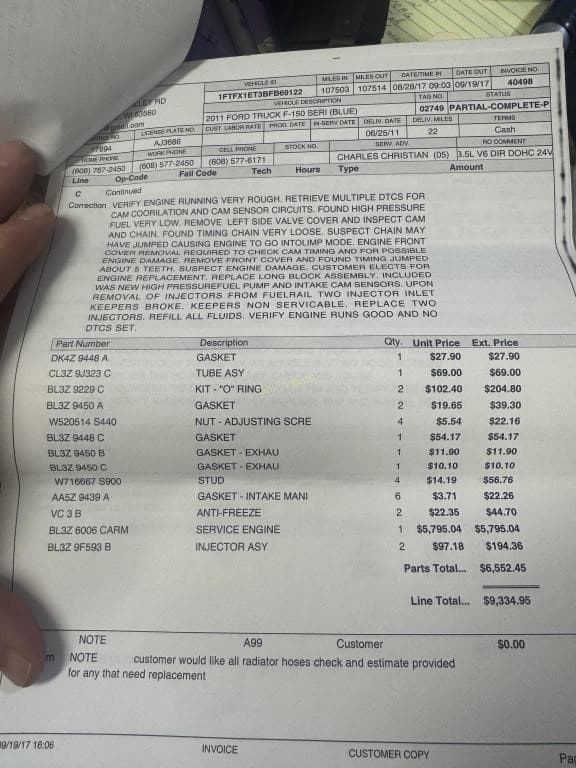 VEHICLE ID MILES IN MILES OUT DATE/TIME IN DATE OUT INVOICE NO.
1FTFX1ET3BFB69122 107503 107514 08/28/17 09:03 09/19/17 40498
VEHICLE DESCRIPTION TAG NO. STATUS
2011 FORD TRUCK F-150 SERI (BLUE) 02749 PARTIAL-COMPLETE-P
LEY RD
WI 53560
LICENSE PLATE NO. CUST. LABOR RATE PROD. DATE IN-SERV DATE DELIV. DATE DELIV. MILES TERMS
17694 AJ3686 06/25/11 22 Cash
HOME PHONE WORK PHONE CELL PHONE STOCK NO. SERV. ADV. RO COMMENT
(608) 767-2450 (608) 577-2450 (608) 577-6171 CHARLES CHRISTIAN (05) 3.5L V6 DIR DOHC 24V
Line Op-Code Fail Code Tech Hours Type Amount
C Continued
Correction VERIFY ENGINE RUNNING VERY ROUGH. RETRIEVE MULTIPLE DTCS FOR
CAM COORILATION AND CAM SENSOR CIRCUITS. FOUND HIGH PRESSURE
FUEL VERY LOW. REMOVE LEFT SIDE VALVE COVER AND INSPECT CAM
AND CHAIN. FOUND TIMING CHAIN VERY LOOSE. SUSPECT CHAIN MAY
HAVE JUMPED CAUSING ENGINE TO GO INTOLIMP MODE. ENGINE FRONT
COVER REMOVAL REQUIRED TO CHECK CAM TIMING AND FOR POSSIBLE
ENGINE DAMAGE. REMOVE FRONT COVER AND FOUND TIMING JUMPED
ABOUT 5 TEETH. SUSPECT ENGINE DAMAGE. CUSTOMER ELECTS FOR
ENGINE REPLACEMENT. REPLACE LONG BLOCK ASSEMBLY. INCLUDED
WAS NEW HIGH PRESSUREFUEL PUMP AND INTAKE CAM SENSORS. UPON
REMOVAL OF INJECTORS FROM FUELRAIL TWO INJECTOR INLET
KEEPERS BROKE. KEEPERS NON SERVICABLE. REPLACE TWO
INJECTORS. REFILL ALL FLUIDS. VERIFY ENGINE RUNS GOOD AND NO
DTCS SET.
Part Number Description Qty. Unit Price Ext. Price
DK4Z 9448 A GASKET 1 $27.90 $27.90
CL3Z 9J323 C TUBE ASY 1 $69.00 $69.00
BL3Z 9229 C KIT - "O" RING 2 $102.40 $204.80
BL3Z 9450 A GASKET 2 $19.65 $39.30
W520514 S440 NUT - ADJUSTING SCRE 4 $5.54 $22.16
BL3Z 9448 C GASKET 1 $54.17 $54.17
BL3Z 9450 B GASKET - EXHAU 1 $11.90 $11.90
BL3Z 9450 C GASKET - EXHAU 1 $10.10 $10.10
W716667 S900 STUD 4 $14.19 $56.76
AA5Z 9439 A GASKET - INTAKE MANI 6 $3.71 $22.26
VC 3 B ANTI-FREEZE 2 $22.35 $44.70
BL3Z 6006 CARM SERVICE ENGINE 1 $5,795.04 $5,795.04
BL3Z 9F593 B INJECTOR ASY 2 $97.18 $194.36
Parts Total... $6,552.45
Line Total... $9,334.95
NOTE A99 Customer $0.00
m NOTE customer would like all radiator hoses check and estimate provided
for any that need replacement
09/19/17 16:06 INVOICE CUSTOMER COPY Pa